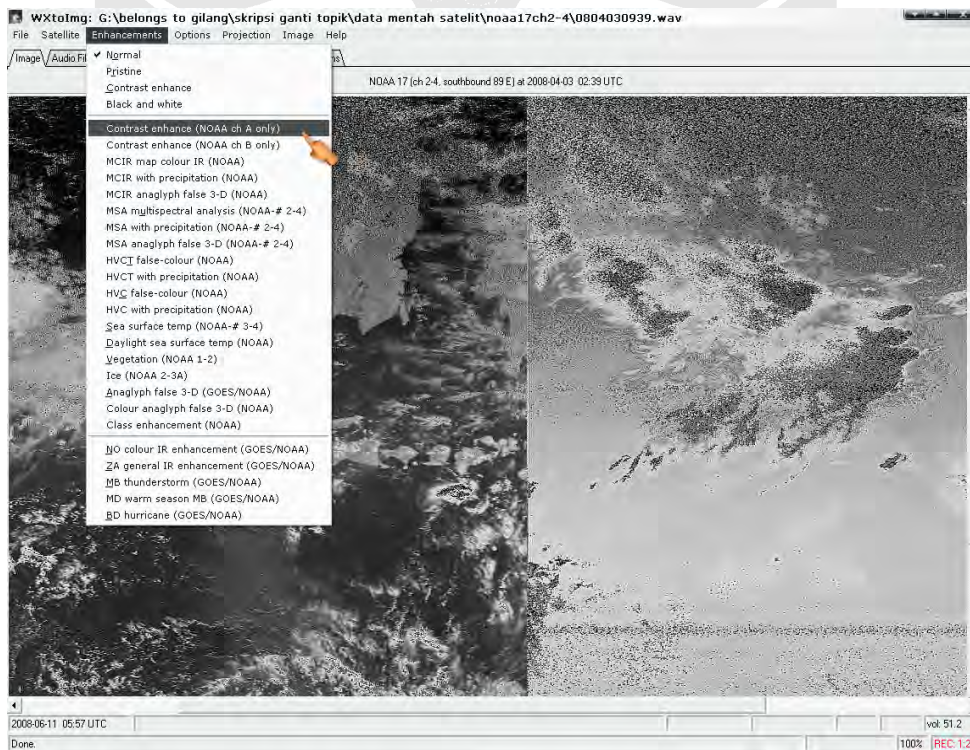 WXtoImg: G:\belongs to gilang\skripsi ganti topik\data mentah satelit\noaa17ch2-4\0804030939.wav
File Satellite Enhancements Options Projection Image Help
Image Audio Fi
NOAA 17 (ch 2-4, southbound 89 E) at 2008-04-03 02:39 UTC
Normal
Pristine
Contrast enhance
Black and white
Contrast enhance (NOAA ch A only)
Contrast enhance (NOAA ch B only)
MCIR map colour IR (NOAA)
MCIR with precipitation (NOAA)
MCIR anaglyph false 3-D (NOAA)
MSA multispectral analysis (NOAA-# 2-4)
MSA with precipitation (NOAA-# 2-4)
MSA anaglyph false 3-D (NOAA-# 2-4)
HVCT false-colour (NOAA)
HVCT with precipitation (NOAA)
HVC false-colour (NOAA)
HVC with precipitation (NOAA)
Sea surface temp (NOAA-# 3-4)
Daylight sea surface temp (NOAA)
Vegetation (NOAA 1-2)
Ice (NOAA 2-3A)
Anaglyph false 3-D (GOES/NOAA)
Colour anaglyph false 3-D (NOAA)
Class enhancement (NOAA)
NO colour IR enhancement (GOES/NOAA)
ZA general IR enhancement (GOES/NOAA)
MB thunderstorm (GOES/NOAA)
MD warm season MB (GOES/NOAA)
BD hurricane (GOES/NOAA)
2008-06-11 05:57 UTC vol: 51.2
Done. 100% REC: 1:2